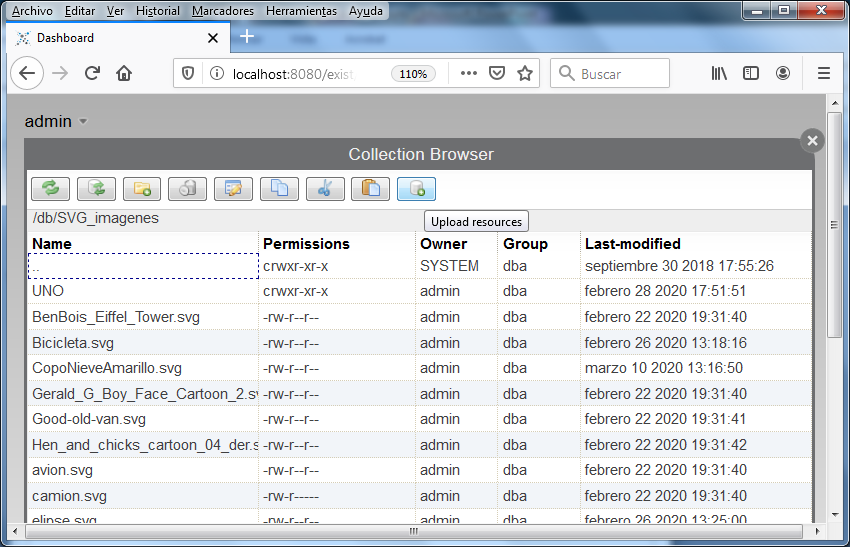 Archivo Editar Ver Historial Marcadores Herramientas Ayuda
Dashboard
localhost:8080/exist. 110% Buscar
admin
Collection Browser
/db/SVG_imagenes
Upload resources
Name Permissions Owner Group Last-modified
.. crwxr-xr-x SYSTEM dba septiembre 30 2018 17:55:26
UNO crwxr-xr-x admin dba febrero 28 2020 17:51:51
BenBois_Eiffel_Tower.svg -rw-r--r-- admin dba febrero 22 2020 19:31:40
Bicicleta.svg -rw-r--r-- admin dba febrero 26 2020 13:18:16
CopoNieveAmarillo.svg -rw-r--r-- admin dba marzo 10 2020 13:16:50
Gerald_G_Boy_Face_Cartoon_2.sv -rw-r--r-- admin dba febrero 22 2020 19:31:40
Good-old-van.svg -rw-r--r-- admin dba febrero 22 2020 19:31:41
Hen_and_chicks_cartoon_04_der.s -rw-r--r-- admin dba febrero 22 2020 19:31:42
avion.svg -rw-r--r-- admin dba febrero 22 2020 19:31:40
camion.svg -rw-r----- admin dba febrero 22 2020 19:31:40
elipse.svg -rw-r--r-- admin dba febrero 26 2020 13:25:00